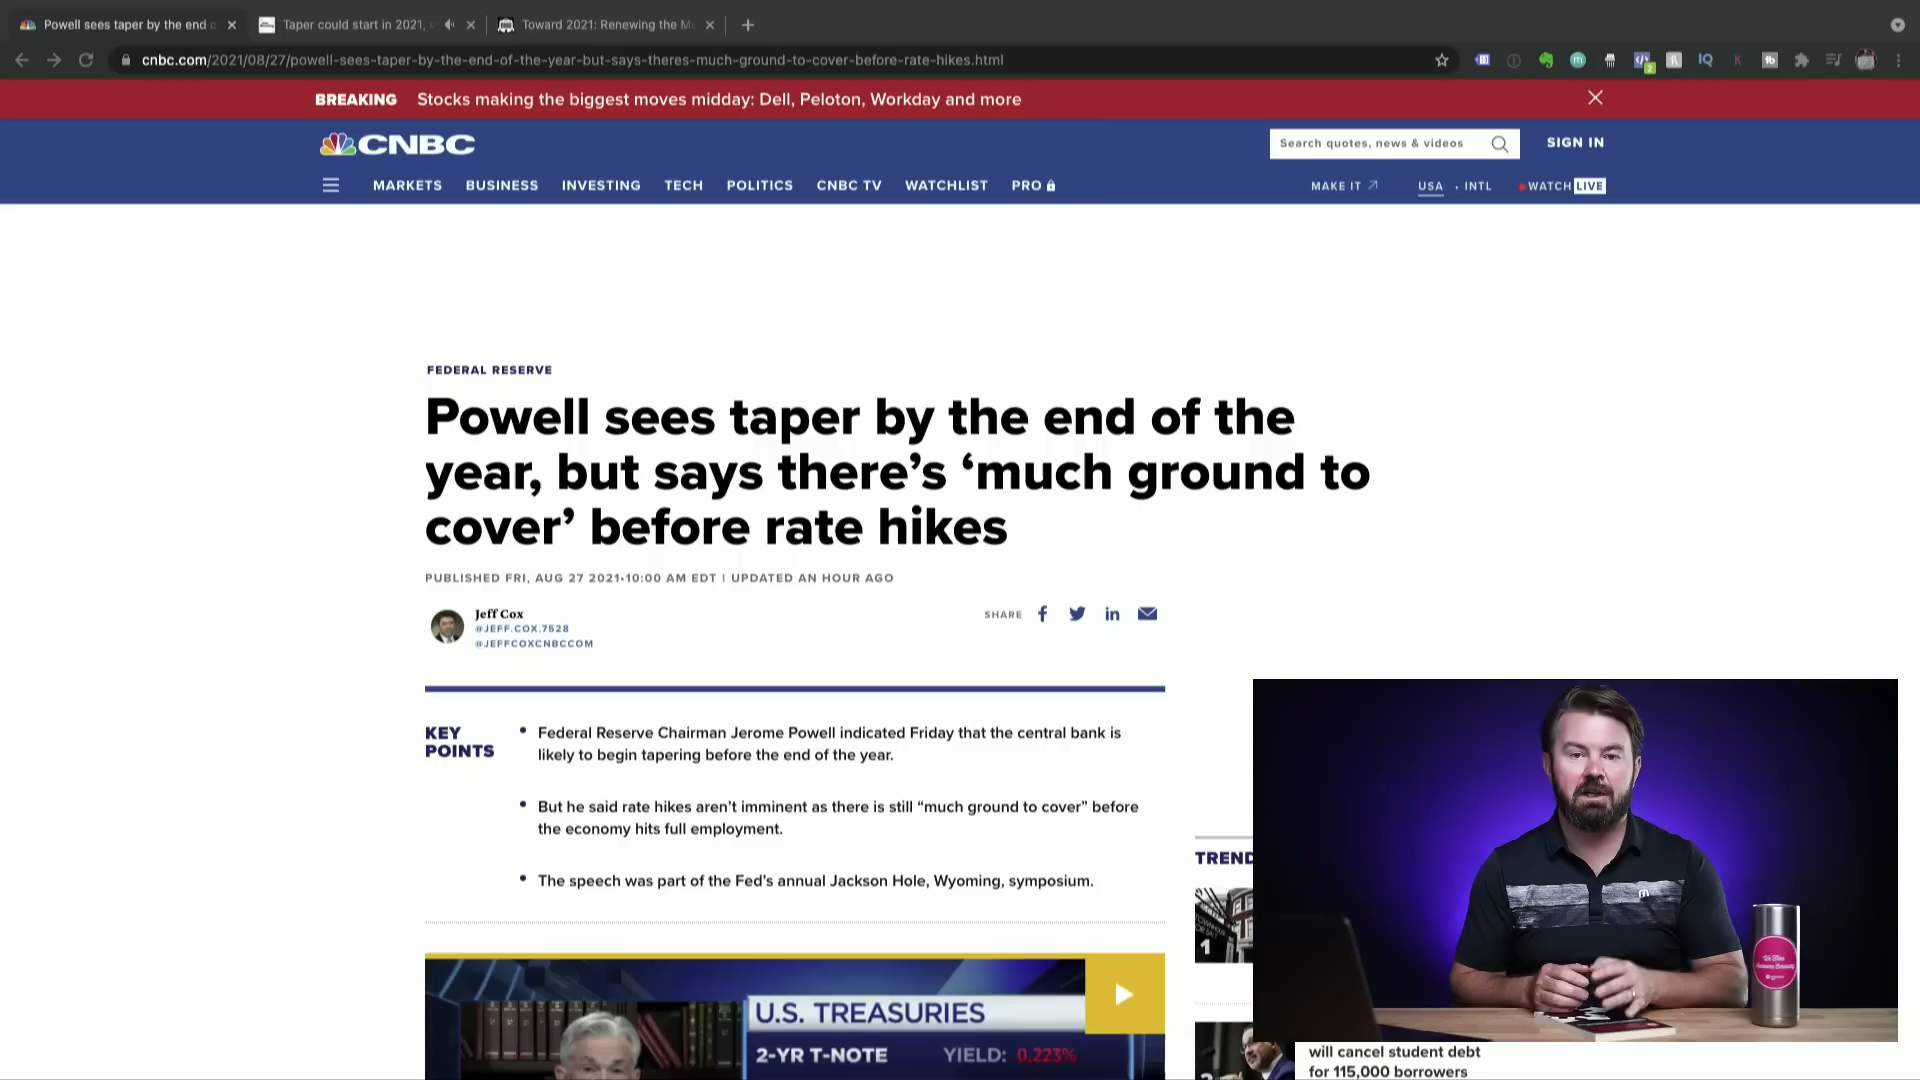 Powell sees taper by the end
Taper could start in 2021,
Toward 2021: Renewing the M
cnbc.com/2021/08/27/powell-sees-taper-by-the-end-of-the-year-but-says-theres-much-ground-to-cover-before-rate-hikes.html
2
IQ
BREAKING Stocks making the biggest moves midday: Dell, Peloton, Workday and more
CNBC
Search quotes, news & videos
SIGN IN
MARKETS BUSINESS INVESTING TECH POLITICS CNBC TV WATCHLIST PRO
MAKE IT USA • INTL WATCH LIVE
FEDERAL RESERVE
Powell sees taper by the end of the
year, but says there’s ‘much ground to
cover’ before rate hikes
PUBLISHED FRI, AUG 27 2021•10:00 AM EDT | UPDATED AN HOUR AGO
Jeff Cox
@JEFF.COX.7528
@JEFFCOXCNBCCOM
SHARE
KEY
POINTS
• Federal Reserve Chairman Jerome Powell indicated Friday that the central bank is
likely to begin tapering before the end of the year.
• But he said rate hikes aren’t imminent as there is still “much ground to cover” before
the economy hits full employment.
• The speech was part of the Fed’s annual Jackson Hole, Wyoming, symposium.
TREND
1
U.S. TREASURIES
2-YR T-NOTE YIELD: 0.223%
will cancel student debt
for 115,000 borrowers